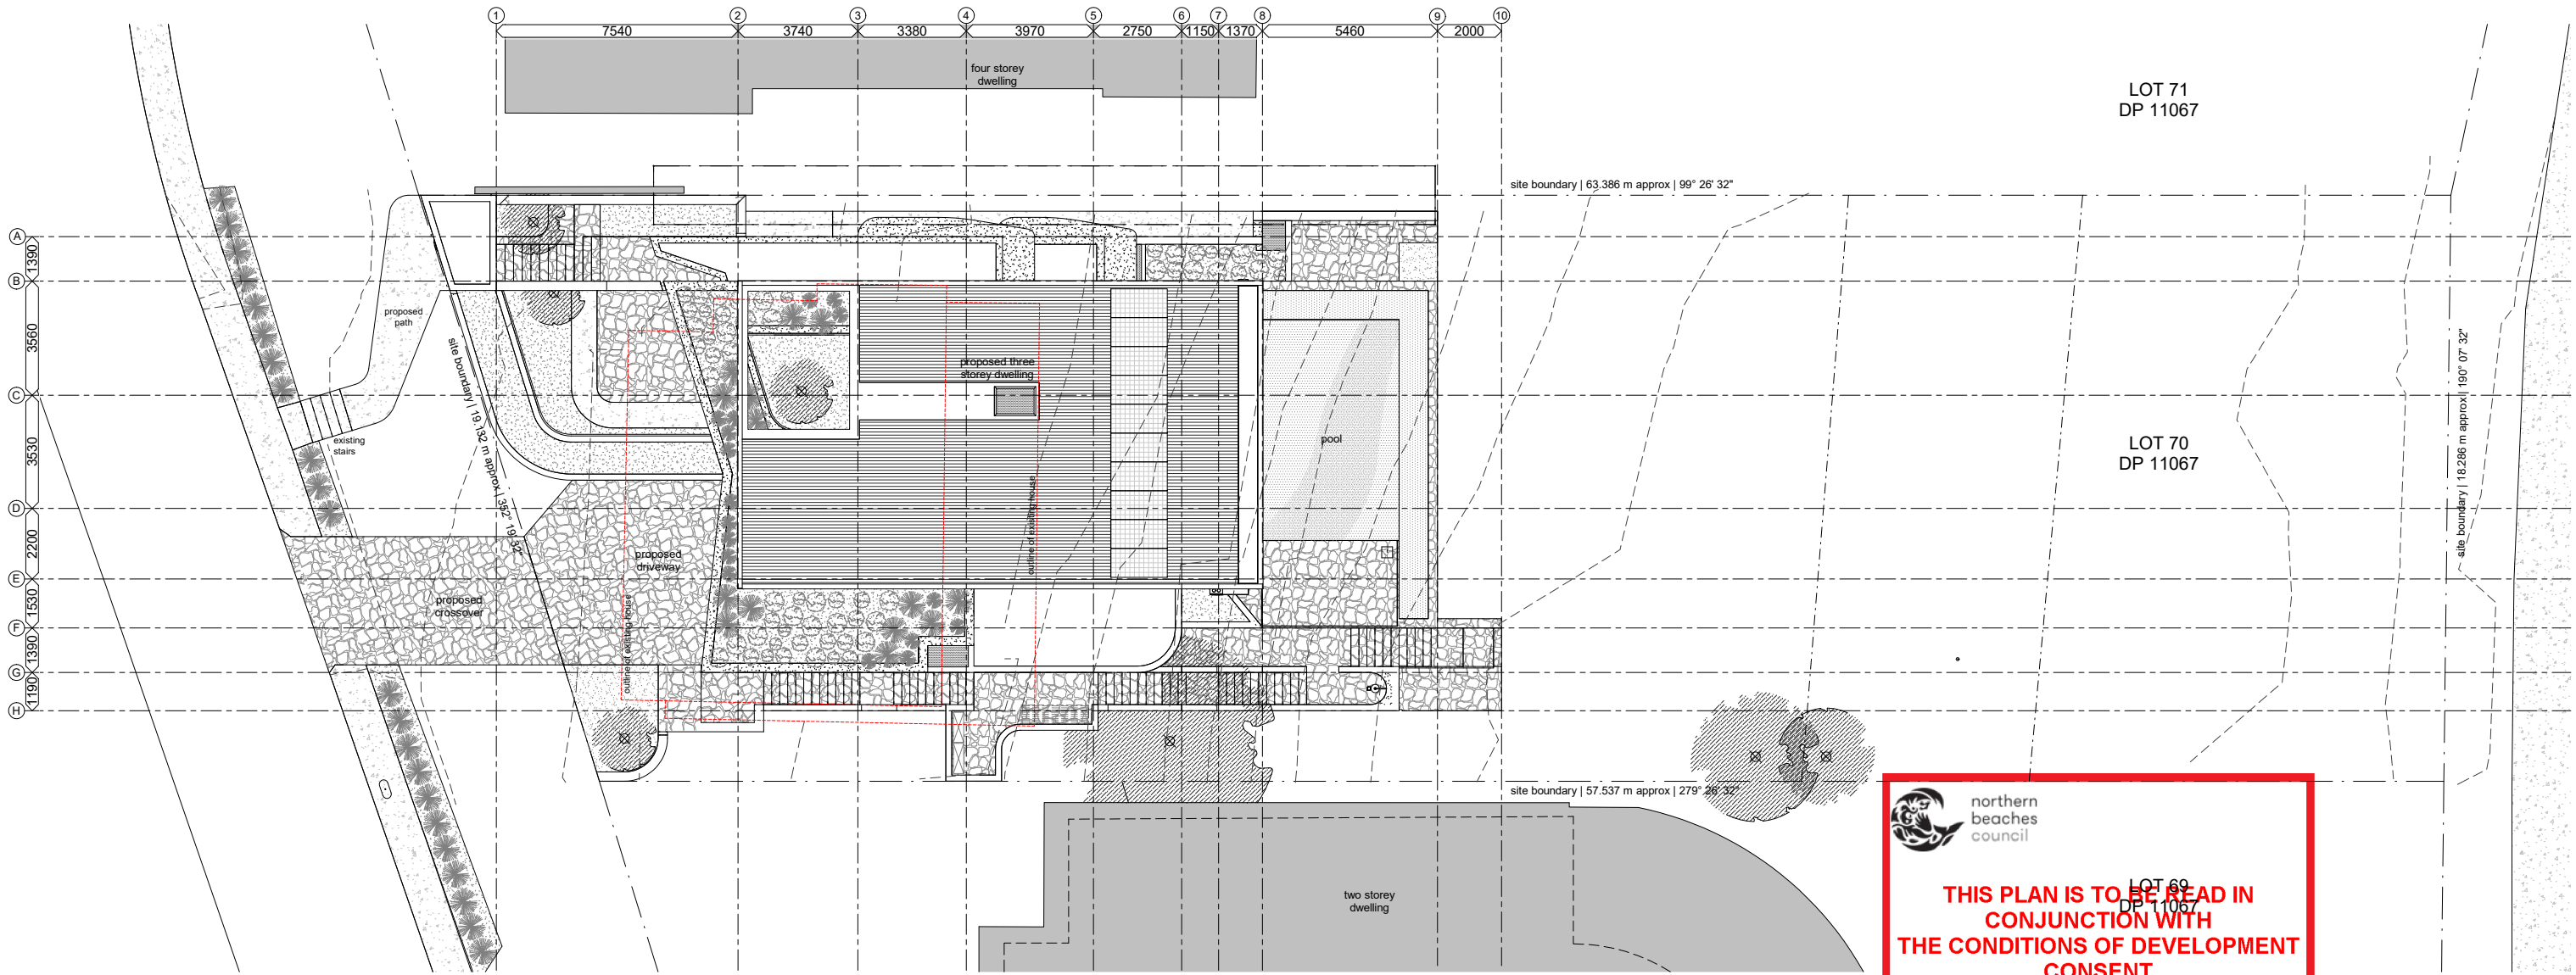 1 2 3 4 5 6 7 8 9 10
7540 3740 3380 3970 2750 1150 1370 5460 2000
four storey
dwelling
LOT 71
DP 11067
site boundary | 63.386 m approx | 99° 26' 32"
A
1390
B
3560
C
3530
D
2200
E
1530
F
1390
G
1190
H
proposed
path
existing
stairs
site boundary | 19.132 m approx | 352° 19' 32"
proposed three
storey dwelling
outline of existing house
pool
proposed
driveway
proposed
crossover
outline of existing house
LOT 70
DP 11067
site boundary | 18.286 m approx | 190° 07' 32"
site boundary | 57.537 m approx | 279° 26' 32"
two storey
dwelling
northern
beaches
council
LOT 69
DP 11067
THIS PLAN IS TO BE READ IN
CONJUNCTION WITH
THE CONDITIONS OF DEVELOPMENT
CONSENT